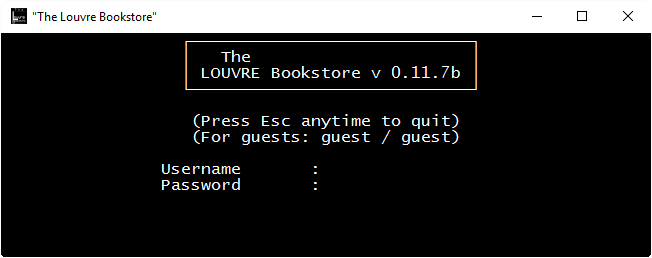 "The Louvre Bookstore"
The
LOUVRE Bookstore v 0.11.7b
(Press Esc anytime to quit)
(For guests: guest / guest)
Username :
Password :